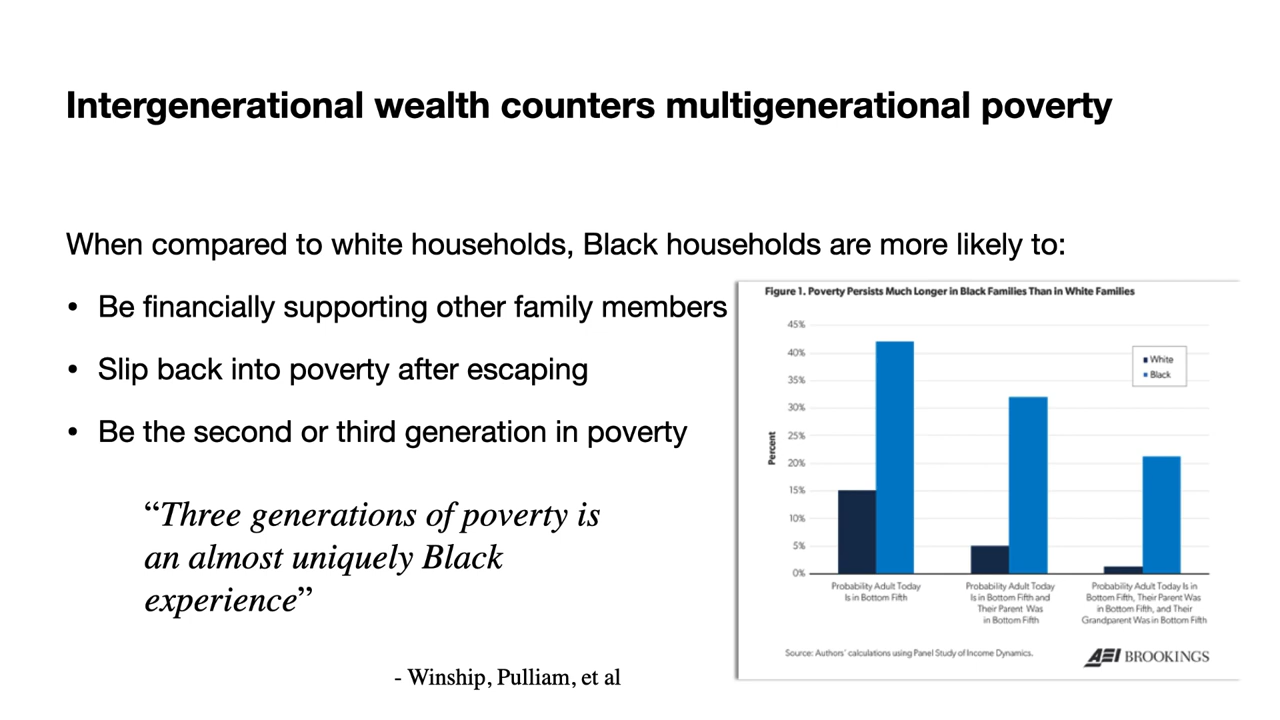 Intergenerational wealth counters multigenerational poverty
When compared to white households, Black households are more likely to:
• Be financially supporting other family members
• Slip back into poverty after escaping
• Be the second or third generation in poverty
“Three generations of poverty is
an almost uniquely Black
experience”
- Winship, Pulliam, et al
Figure 1. Poverty Persists Much Longer in Black Families Than in White Families
45%
40%
35%
30%
25%
20%
15%
10%
5%
0%
Percent
White
Black
Probability Adult Today
Is in Bottom Fifth
Probability Adult Today
Is in Bottom Fifth and
Their Parent Was
in Bottom Fifth
Probability Adult Today Is in
Bottom Fifth, Their Parent Was
in Bottom Fifth, and Their
Grandparent Was in Bottom Fifth
Source: Authors’ calculations using Panel Study of Income Dynamics.
AEI BROOKINGS